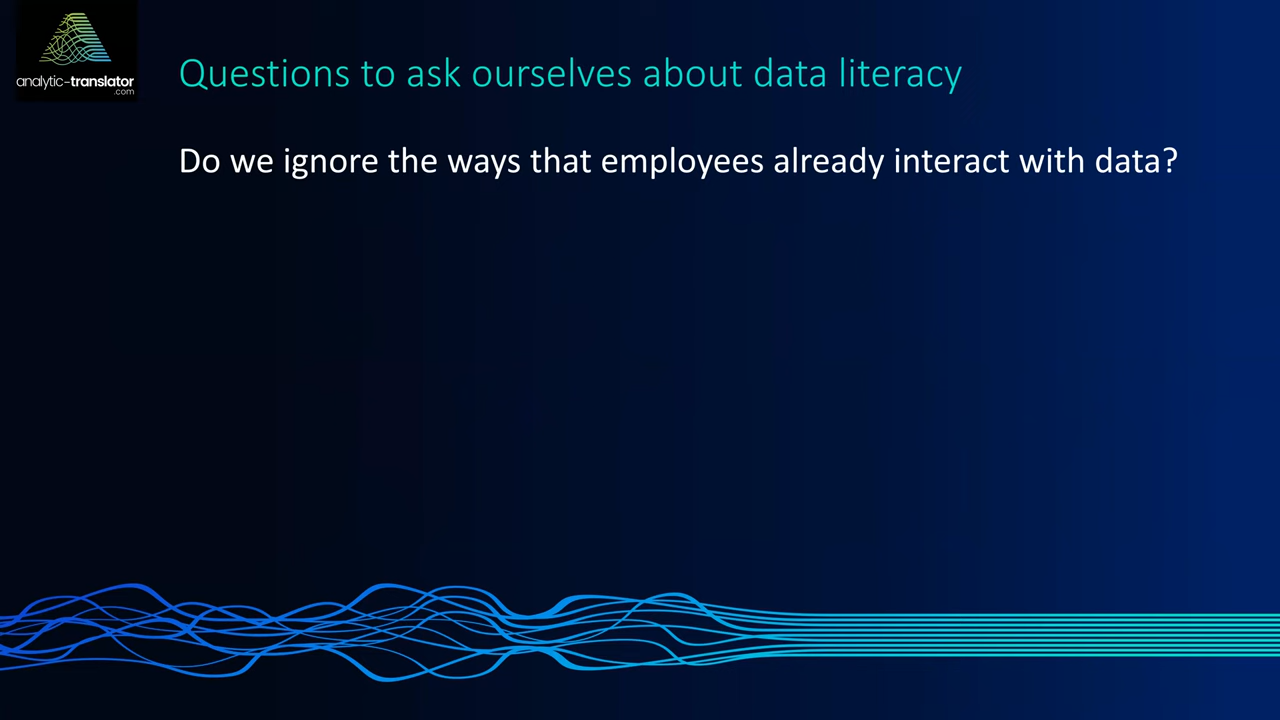 analytic-translator
.com
Questions to ask ourselves about data literacy
Do we ignore the ways that employees already interact with data?